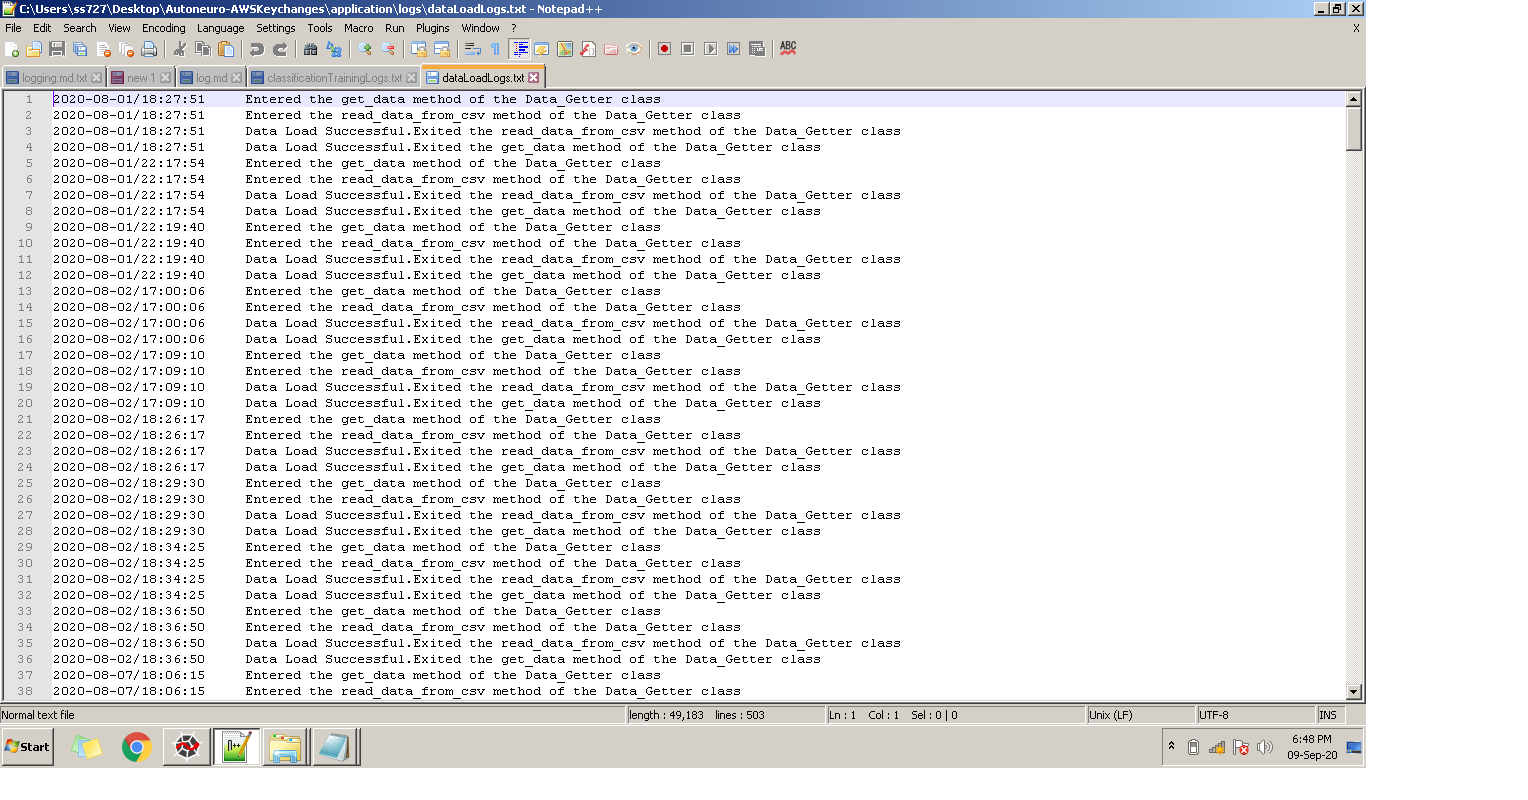 C:\Users\ss727\Desktop\Autoneuro-AWSKeychanges\application\logs\dataLoadLogs.txt - Notepad++
File Edit Search View Encoding Language Settings Tools Macro Run Plugins Window ? X
ABC
logging.md.txt new 1 log.md classificationTrainingLogs.txt dataLoadLogs.txt
1 2020-08-01/18:27:51 Entered the get_data method of the Data_Getter class
2 2020-08-01/18:27:51 Entered the read_data_from_csv method of the Data_Getter class
3 2020-08-01/18:27:51 Data Load Successful.Exited the read_data_from_csv method of the Data_Getter class
4 2020-08-01/18:27:51 Data Load Successful.Exited the get_data method of the Data_Getter class
5 2020-08-01/22:17:54 Entered the get_data method of the Data_Getter class
6 2020-08-01/22:17:54 Entered the read_data_from_csv method of the Data_Getter class
7 2020-08-01/22:17:54 Data Load Successful.Exited the read_data_from_csv method of the Data_Getter class
8 2020-08-01/22:17:54 Data Load Successful.Exited the get_data method of the Data_Getter class
9 2020-08-01/22:19:40 Entered the get_data method of the Data_Getter class
10 2020-08-01/22:19:40 Entered the read_data_from_csv method of the Data_Getter class
11 2020-08-01/22:19:40 Data Load Successful.Exited the read_data_from_csv method of the Data_Getter class
12 2020-08-01/22:19:40 Data Load Successful.Exited the get_data method of the Data_Getter class
13 2020-08-02/17:00:06 Entered the get_data method of the Data_Getter class
14 2020-08-02/17:00:06 Entered the read_data_from_csv method of the Data_Getter class
15 2020-08-02/17:00:06 Data Load Successful.Exited the read_data_from_csv method of the Data_Getter class
16 2020-08-02/17:00:06 Data Load Successful.Exited the get_data method of the Data_Getter class
17 2020-08-02/17:09:10 Entered the get_data method of the Data_Getter class
18 2020-08-02/17:09:10 Entered the read_data_from_csv method of the Data_Getter class
19 2020-08-02/17:09:10 Data Load Successful.Exited the read_data_from_csv method of the Data_Getter class
20 2020-08-02/17:09:10 Data Load Successful.Exited the get_data method of the Data_Getter class
21 2020-08-02/18:26:17 Entered the get_data method of the Data_Getter class
22 2020-08-02/18:26:17 Entered the read_data_from_csv method of the Data_Getter class
23 2020-08-02/18:26:17 Data Load Successful.Exited the read_data_from_csv method of the Data_Getter class
24 2020-08-02/18:26:17 Data Load Successful.Exited the get_data method of the Data_Getter class
25 2020-08-02/18:29:30 Entered the get_data method of the Data_Getter class
26 2020-08-02/18:29:30 Entered the read_data_from_csv method of the Data_Getter class
27 2020-08-02/18:29:30 Data Load Successful.Exited the read_data_from_csv method of the Data_Getter class
28 2020-08-02/18:29:30 Data Load Successful.Exited the get_data method of the Data_Getter class
29 2020-08-02/18:34:25 Entered the get_data method of the Data_Getter class
30 2020-08-02/18:34:25 Entered the read_data_from_csv method of the Data_Getter class
31 2020-08-02/18:34:25 Data Load Successful.Exited the read_data_from_csv method of the Data_Getter class
32 2020-08-02/18:34:25 Data Load Successful.Exited the get_data method of the Data_Getter class
33 2020-08-02/18:36:50 Entered the get_data method of the Data_Getter class
34 2020-08-02/18:36:50 Entered the read_data_from_csv method of the Data_Getter class
35 2020-08-02/18:36:50 Data Load Successful.Exited the read_data_from_csv method of the Data_Getter class
36 2020-08-02/18:36:50 Data Load Successful.Exited the get_data method of the Data_Getter class
37 2020-08-07/18:06:15 Entered the get_data method of the Data_Getter class
38 2020-08-07/18:06:15 Entered the read_data_from_csv method of the Data_Getter class
Normal text file length : 49,183 lines : 503 Ln : 1 Col : 1 Sel : 0 | 0 Unix (LF) UTF-8 INS
Start 6:48 PM
09-Sep-20